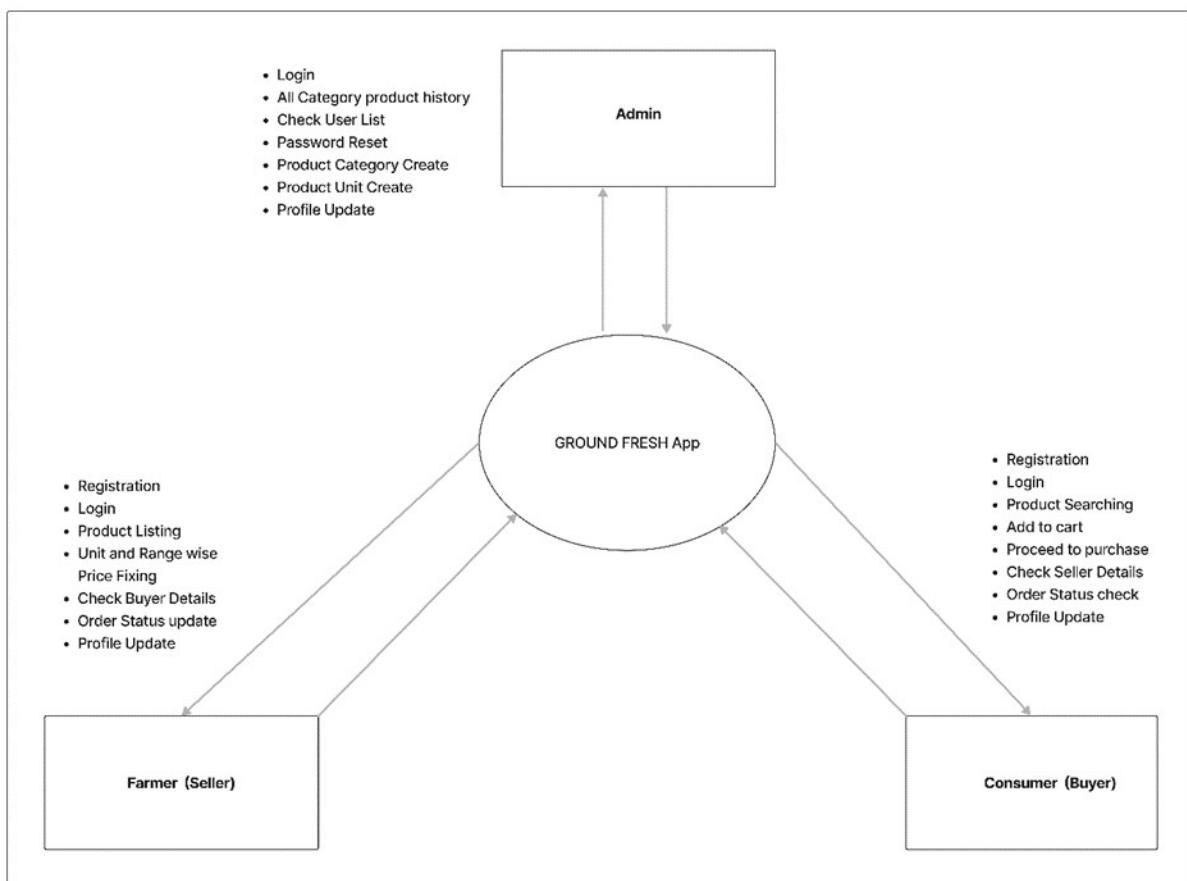 • Login
• All Category product history
• Check User List
• Password Reset
• Product Category Create
• Product Unit Create
• Profile Update
Admin
GROUND FRESH App
• Registration
• Login
• Product Listing
• Unit and Range wise
Price Fixing
• Check Buyer Details
• Order Status update
• Profile Update
• Registration
• Login
• Product Searching
• Add to cart
• Proceed to purchase
• Check Seller Details
• Order Status check
• Profile Update
Farmer (Seller)
Consumer (Buyer)